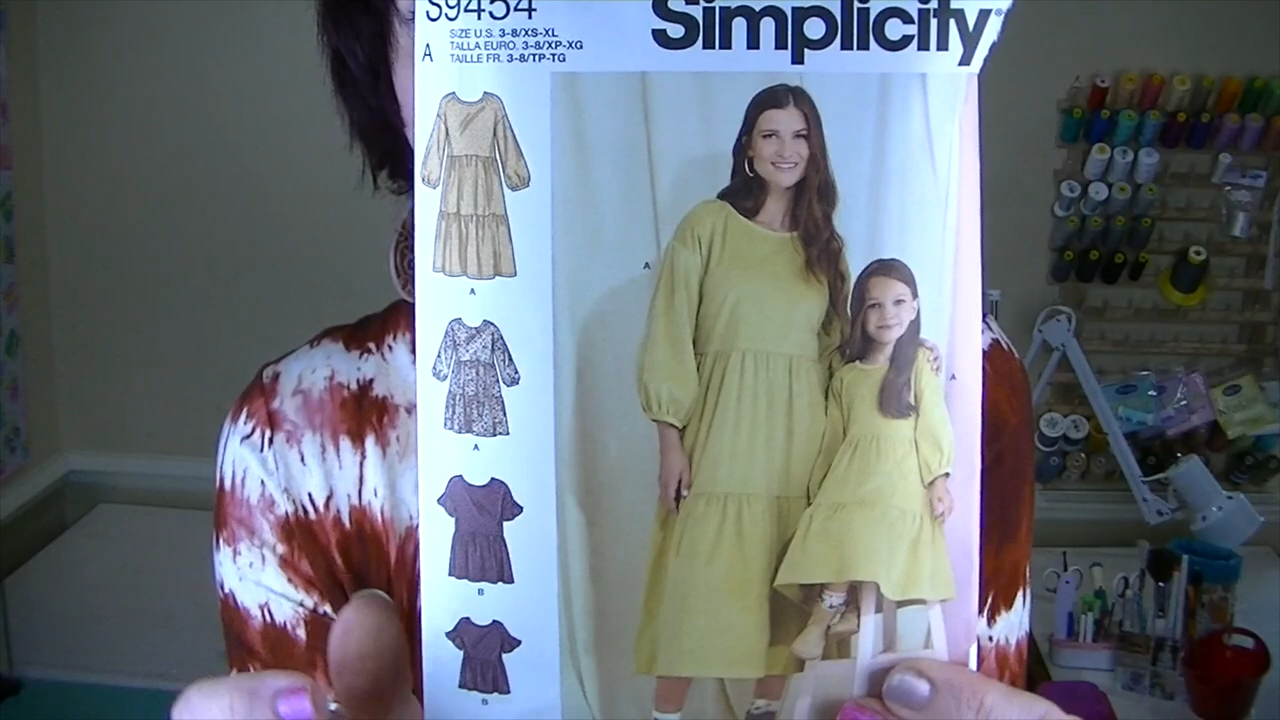 S9454
Simplicity
SIZE U.S. 3-8/XS-XL
TALLA EURO. 3-8/XP-XG
A
TAILLE FR. 3-8/TP-TG
A
A
A
A
B
B